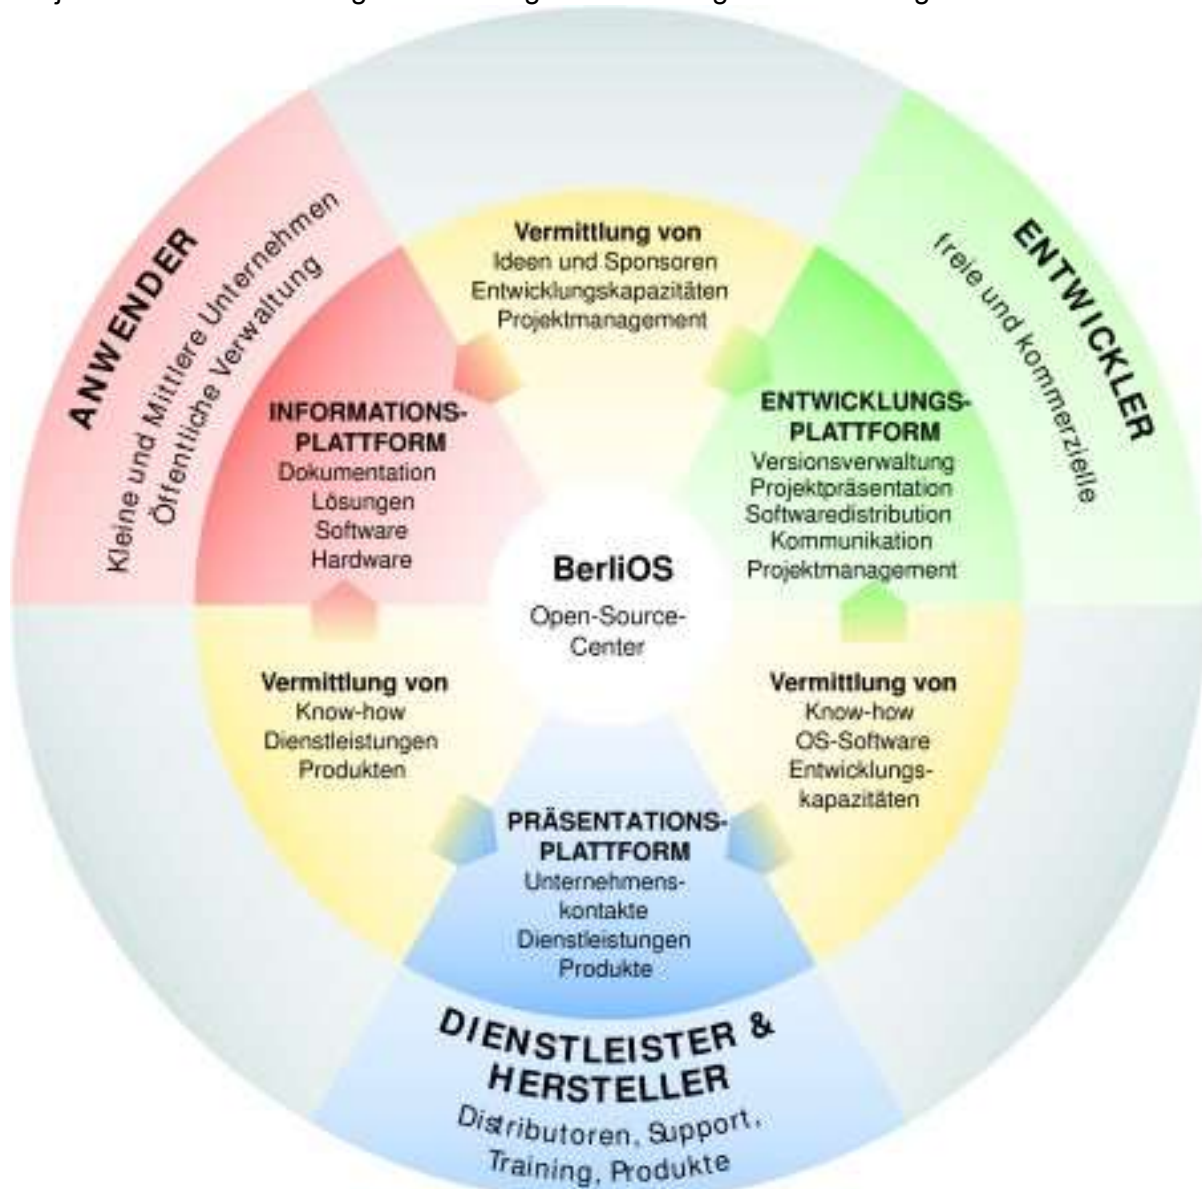 ANWENDER
Kleine und Mittlere Unternehmen
Öffentliche Verwaltung
ENTWICKLER
freie und kommerzielle
Vermittlung von
Ideen und Sponsoren
Entwicklungskapazitäten
Projektmanagement
INFORMATIONS-
PLATTFORM
Dokumentation
Lösungen
Software
Hardware
ENTWICKLUNGS-
PLATTFORM
Versionsverwaltung
Projektpräsentation
Softwaredistribution
Kommunikation
Projektmanagement
BerliOS
Open-Source-
Center
Vermittlung von
Know-how
Dienstleistungen
Produkten
Vermittlung von
Know-how
OS-Software
Entwicklungs-
kapazitäten
PRÄSENTATIONS-
PLATTFORM
Unternehmens-
kontakte
Dienstleistungen
Produkte
DIENSTLEISTER &
HERSTELLER
Distributoren, Support,
Training, Produkte